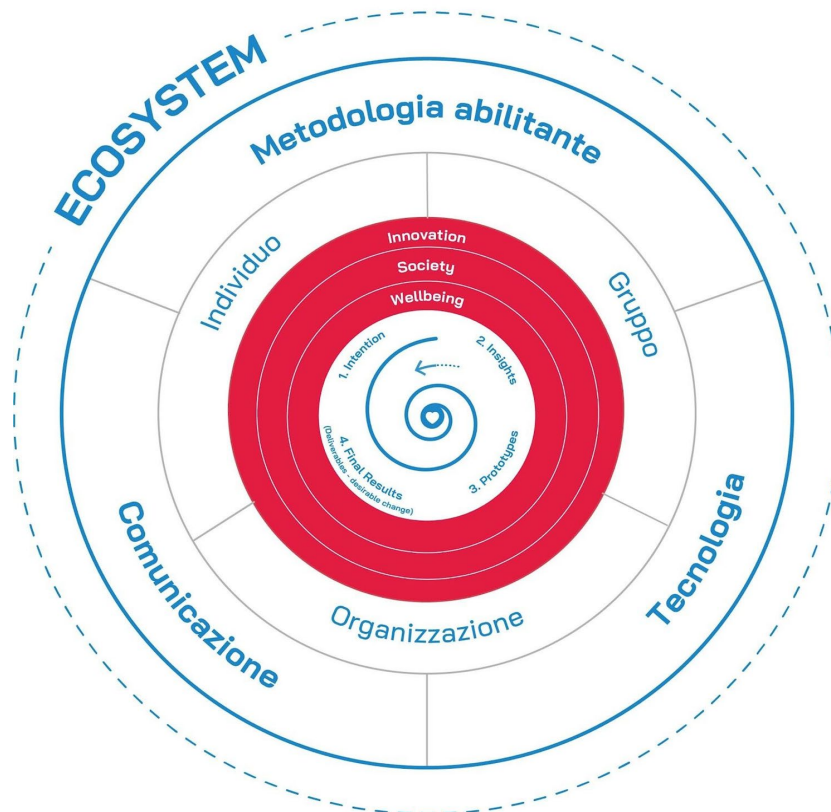 ECOSYSTEM
Metodologia abilitante
Individuo
Gruppo
Innovation
Society
Wellbeing
1. Intention
2. Insights
3. Prototypes
4. Final Results
(Deliverables - desirable change)
Organizzazione
Comunicazione
Tecnologia